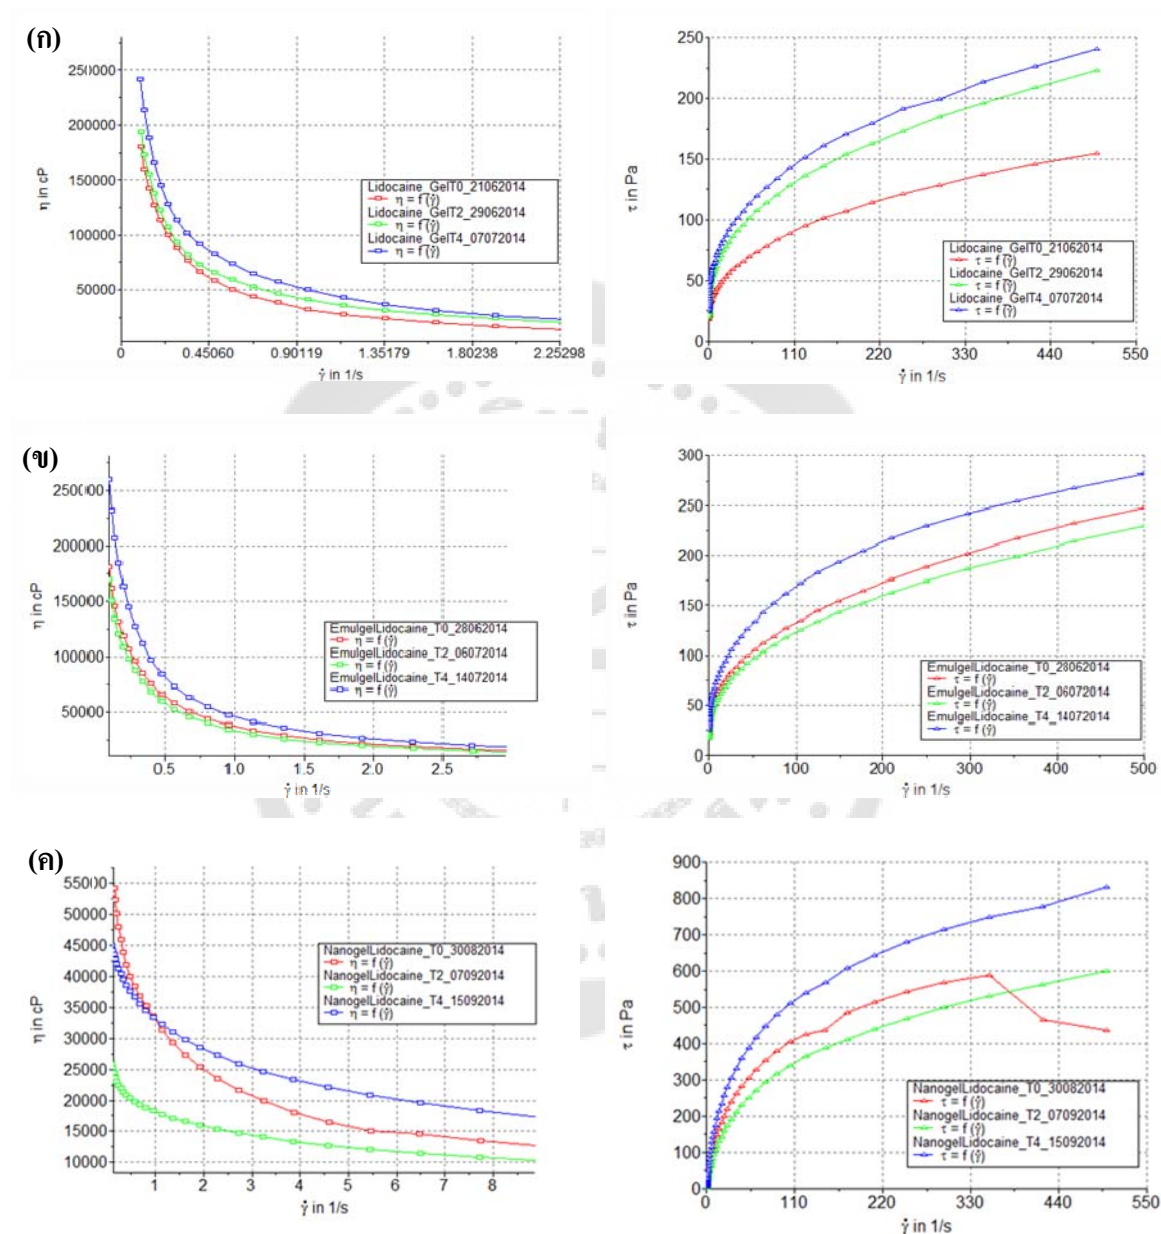 (ก)
η in cP
250000
200000
150000
100000
50000
0
0.45060
0.90119
1.35179
1.80238
2.25298
γ̇ in 1/s
Lidocaine_GelT0_21062014
η = f (γ̇)
Lidocaine_GelT2_29062014
η = f (γ̇)
Lidocaine_GelT4_07072014
η = f (γ̇)
τ in Pa
250
200
150
100
50
0
0
110
220
330
440
550
γ̇ in 1/s
Lidocaine_GelT0_21062014
τ = f (γ̇)
Lidocaine_GelT2_29062014
τ = f (γ̇)
Lidocaine_GelT4_07072014
τ = f (γ̇)
(ข)
η in cP
250000
200000
150000
100000
50000
0.5
1.0
1.5
2.0
2.5
γ̇ in 1/s
EmulgelLidocaine_T0_28062014
η = f (γ̇)
EmulgelLidocaine_T2_06072014
η = f (γ̇)
EmulgelLidocaine_T4_14072014
η = f (γ̇)
τ in Pa
300
250
200
150
100
50
0
0
100
200
300
400
500
γ̇ in 1/s
EmulgelLidocaine_T0_28062014
τ = f (γ̇)
EmulgelLidocaine_T2_06072014
τ = f (γ̇)
EmulgelLidocaine_T4_14072014
τ = f (γ̇)
(ค)
η in cP
55000
50000
45000
40000
35000
30000
25000
20000
15000
10000
1
2
3
4
5
6
7
8
γ̇ in 1/s
NanogelLidocaine_T0_30082014
η = f (γ̇)
NanogelLidocaine_T2_07092014
η = f (γ̇)
NanogelLidocaine_T4_15092014
η = f (γ̇)
τ in Pa
900
800
700
600
500
400
300
200
100
0
0
110
220
330
440
550
γ̇ in 1/s
NanogelLidocaine_T0_30082014
τ = f (γ̇)
NanogelLidocaine_T2_07092014
τ = f (γ̇)
NanogelLidocaine_T4_15092014
τ = f (γ̇)